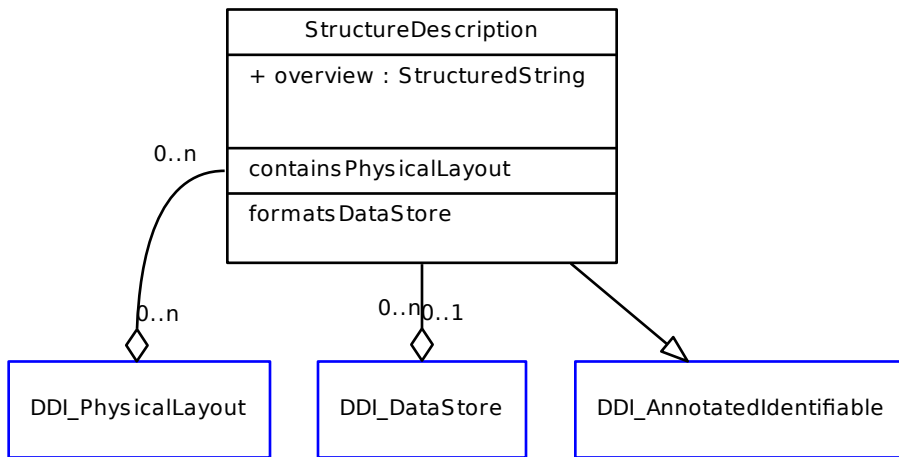 StructureDescription
+ overview : StructuredString
0..n
containsPhysicalLayout
formatsDataStore
0..n
0..n
0..1
DDI_PhysicalLayout
DDI_DataStore
DDI_AnnotatedIdentifiable